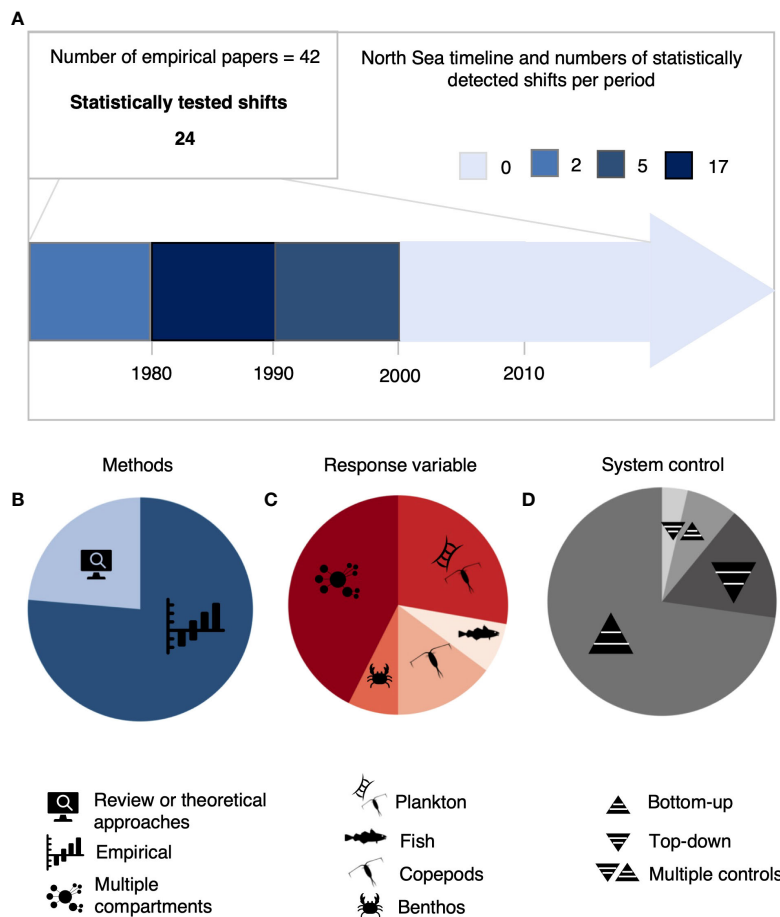 A
Number of empirical papers = 42
Statistically tested shifts
24
North Sea timeline and numbers of statistically
detected shifts per period
0
2
5
17
1980
1990
2000
2010
Methods
Response variable
System control
B
C
D
Review or theoretical
approaches
Empirical
Multiple
compartments
Plankton
Fish
Copepods
Benthos
Bottom-up
Top-down
Multiple controls